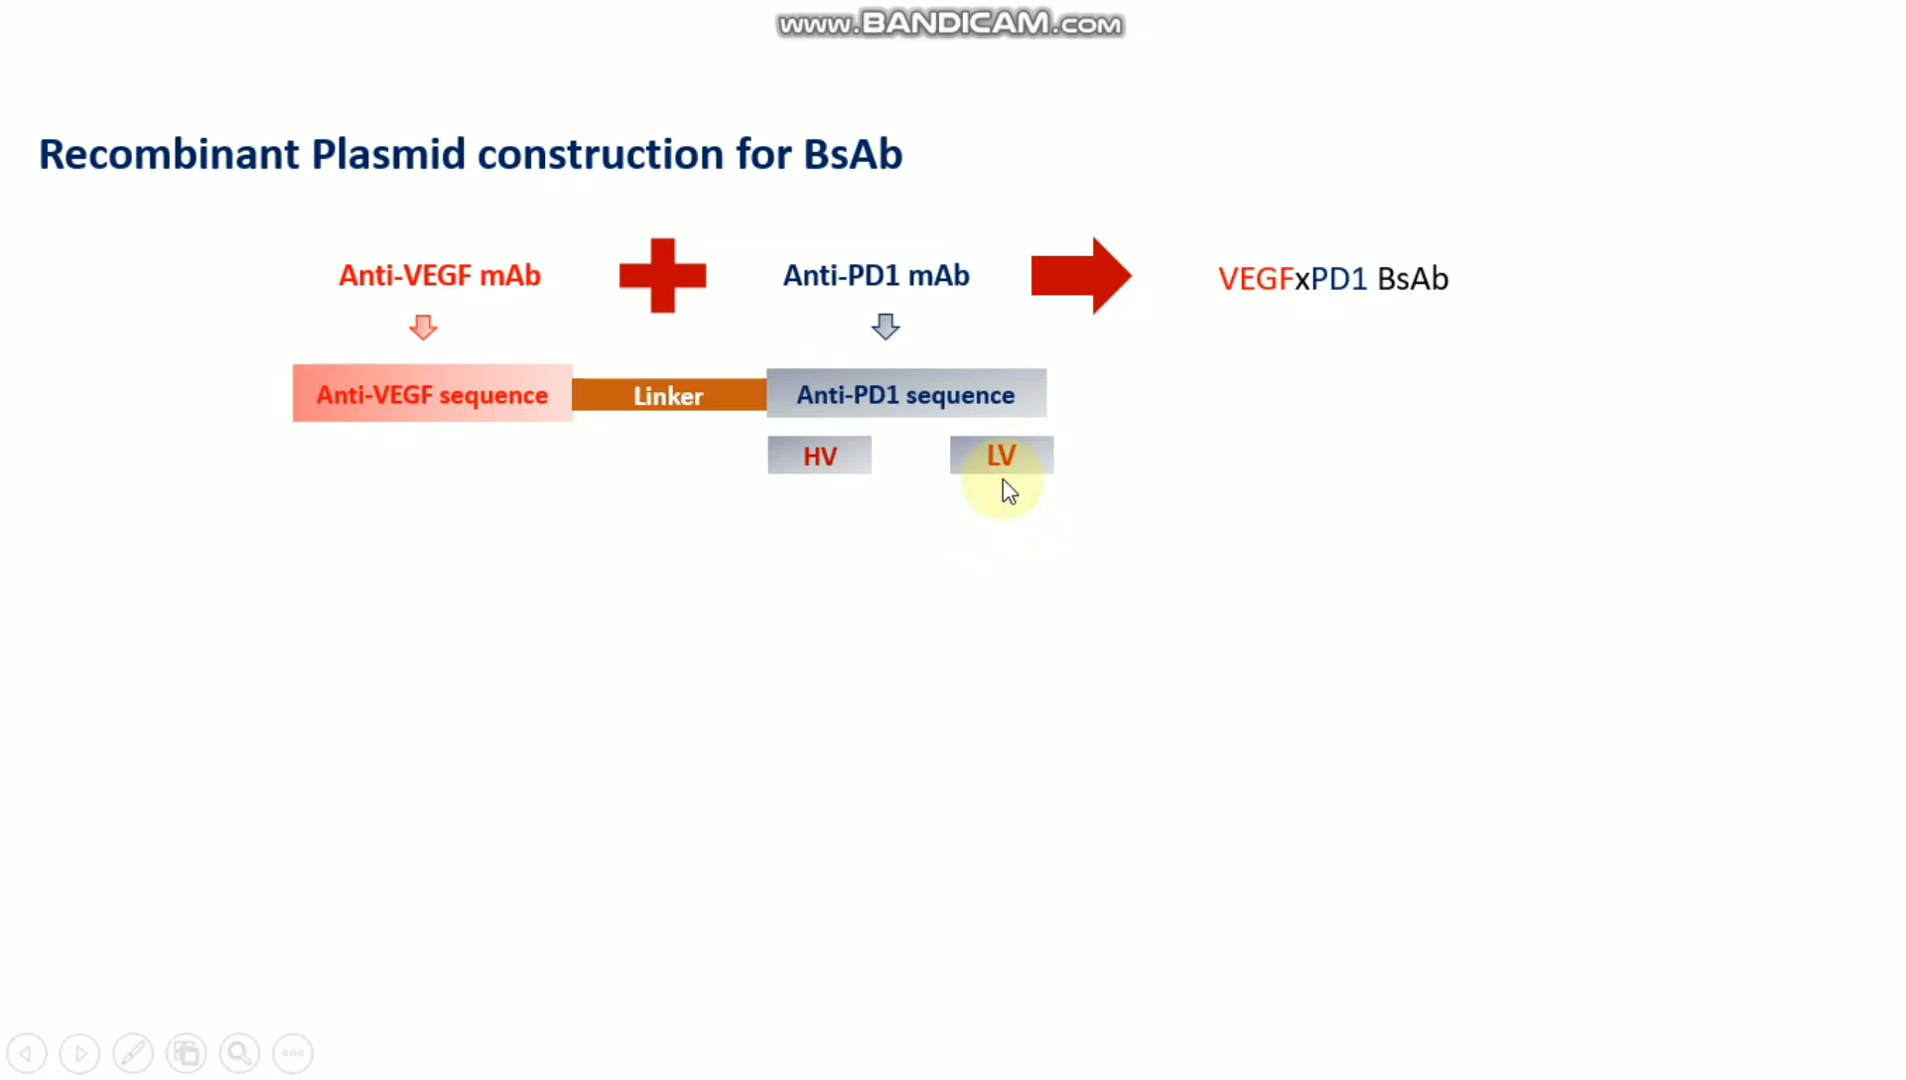 www.BANDICAM.com
Recombinant Plasmid construction for BsAb
Anti-VEGF mAb
Anti-PD1 mAb
VEGFxPD1 BsAb
Anti-VEGF sequence
Linker
Anti-PD1 sequence
HV
LV